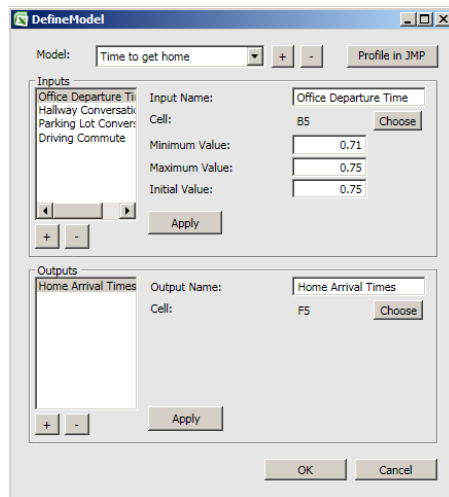 DefineModel
Model: Time to get home + - Profile in JMP
Inputs
Office Departure Tir
Hallway Conversatio
Parking Lot Convers
Driving Commute
Input Name: Office Departure Time
Cell: B5 Choose
Minimum Value: 0.71
Maximum Value: 0.75
Initial Value: 0.75
Apply
+ -
Outputs
Home Arrival Times
Output Name: Home Arrival Times
Cell: F5 Choose
Apply
+ -
OK Cancel